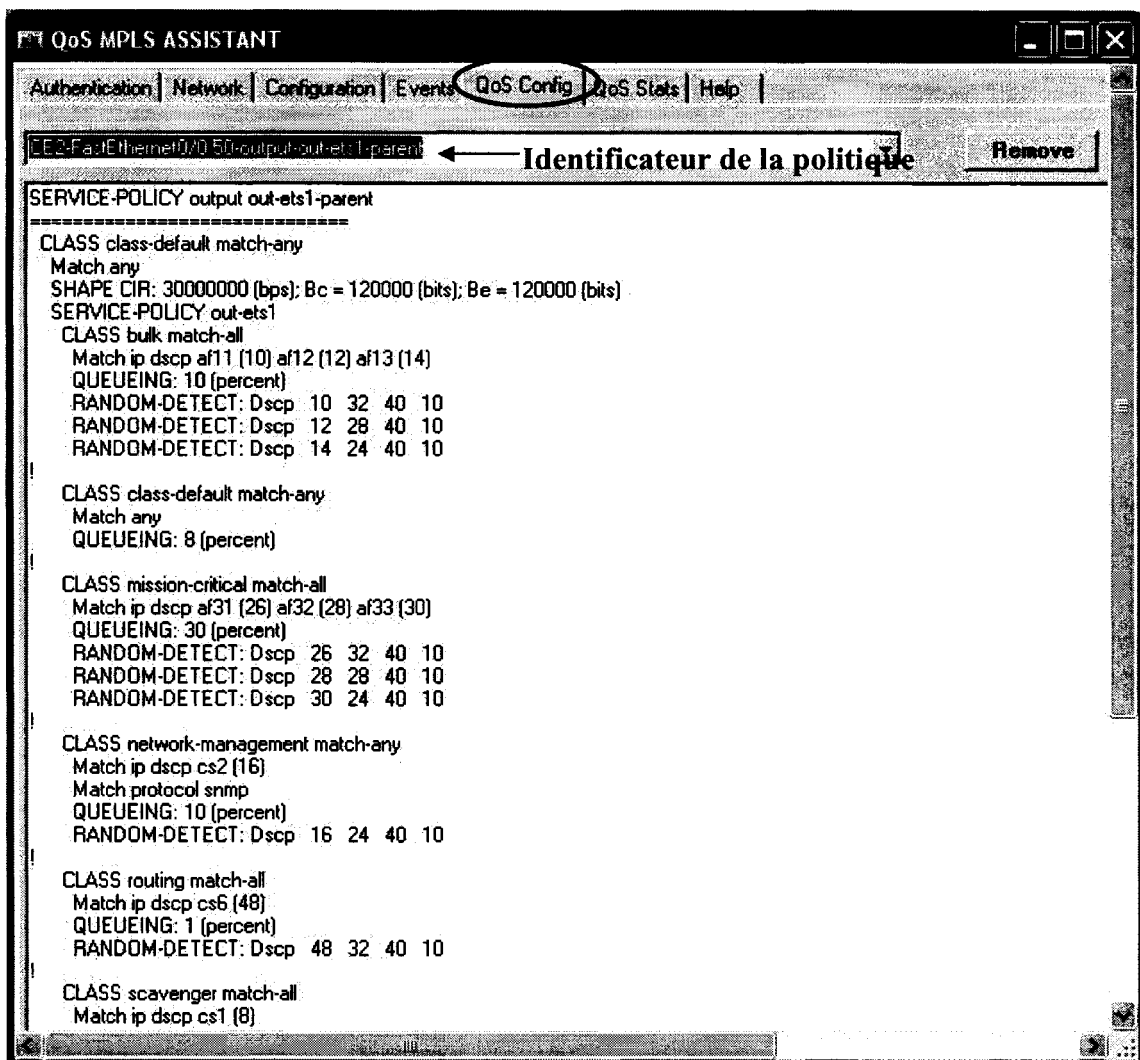 QoS MPLS ASSISTANT
Authentication Network Configuration Events QoS Config QoS Stats Help
CE2-FastEthernet0/0.50-output-out-ets1-parent Identificateur de la politique Remove
SERVICE-POLICY output out-ets1-parent
==============================
CLASS class-default match-any
Match any
SHAPE CIR: 30000000 (bps); Bc = 120000 (bits); Be = 120000 (bits)
SERVICE-POLICY out-ets1
CLASS bulk match-all
Match ip dscp af11 (10) af12 (12) af13 (14)
QUEUEING: 10 (percent)
RANDOM-DETECT: Dscp 10 32 40 10
RANDOM-DETECT: Dscp 12 28 40 10
RANDOM-DETECT: Dscp 14 24 40 10
!
CLASS class-default match-any
Match any
QUEUEING: 8 (percent)
!
CLASS mission-critical match-all
Match ip dscp af31 (26) af32 (28) af33 (30)
QUEUEING: 30 (percent)
RANDOM-DETECT: Dscp 26 32 40 10
RANDOM-DETECT: Dscp 28 28 40 10
RANDOM-DETECT: Dscp 30 24 40 10
!
CLASS network-management match-any
Match ip dscp cs2 (16)
Match protocol snmp
QUEUEING: 10 (percent)
RANDOM-DETECT: Dscp 16 24 40 10
!
CLASS routing match-all
Match ip dscp cs6 (48)
QUEUEING: 1 (percent)
RANDOM-DETECT: Dscp 48 32 40 10
!
CLASS scavenger match-all
Match ip dscp cs1 (8)